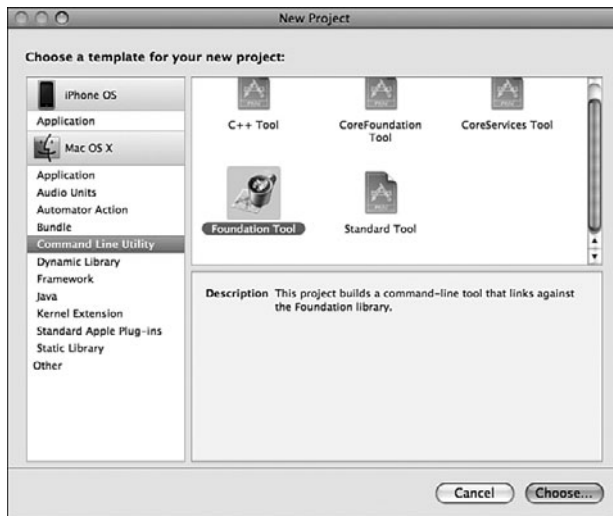 New Project
Choose a template for your new project:
iPhone OS
Application
Mac OS X
Application
Audio Units
Automator Action
Bundle
Command Line Utility
Dynamic Library
Framework
Java
Kernel Extension
Standard Apple Plug-ins
Static Library
Other
C++ Tool
CoreFoundation
Tool
CoreServices Tool
Foundation Tool
Standard Tool
Description This project builds a command-line tool that links against
the Foundation library.
Cancel
Choose...